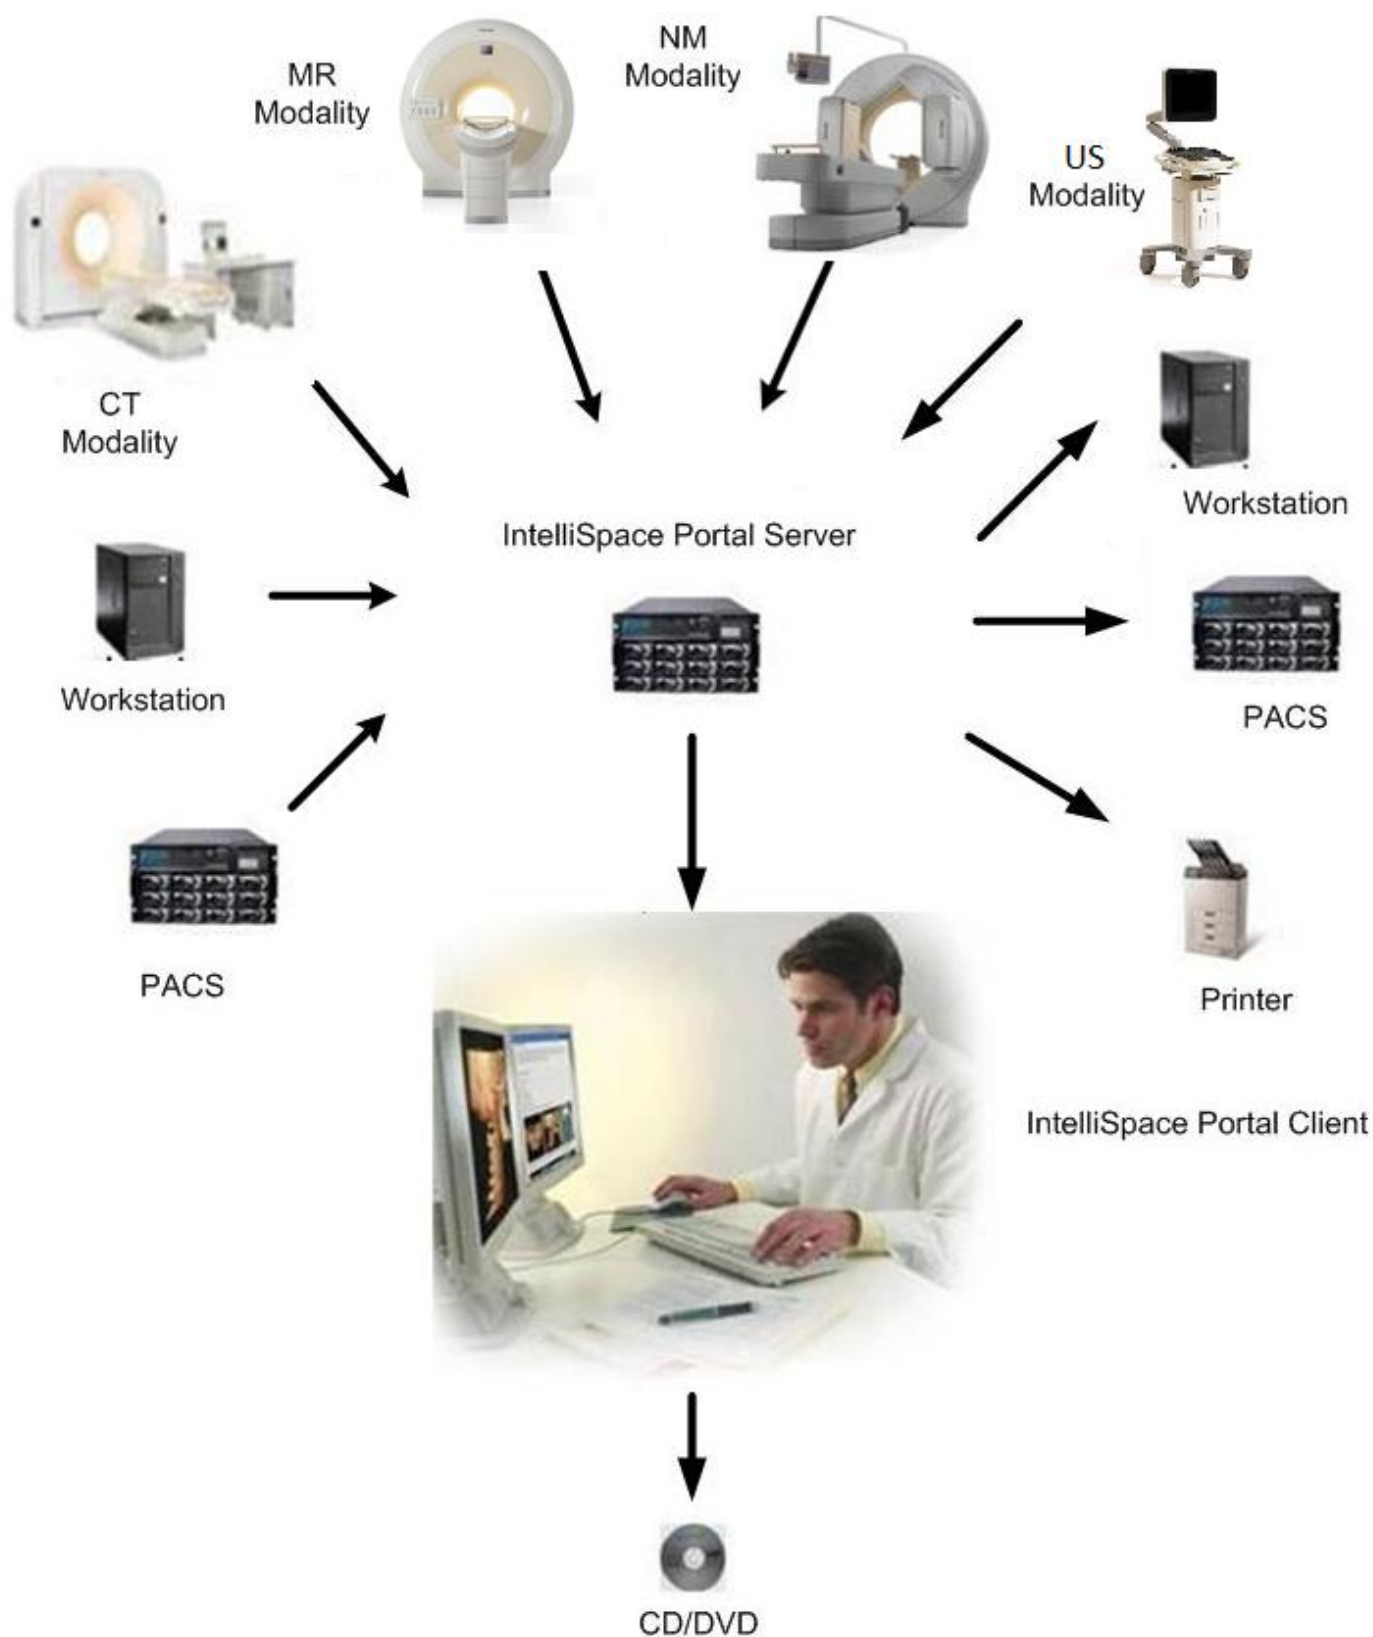 MR
Modality
NM
Modality
US
Modality
CT
Modality
Workstation
IntelliSpace Portal Server
Workstation
PACS
PACS
Printer
IntelliSpace Portal Client
CD/DVD